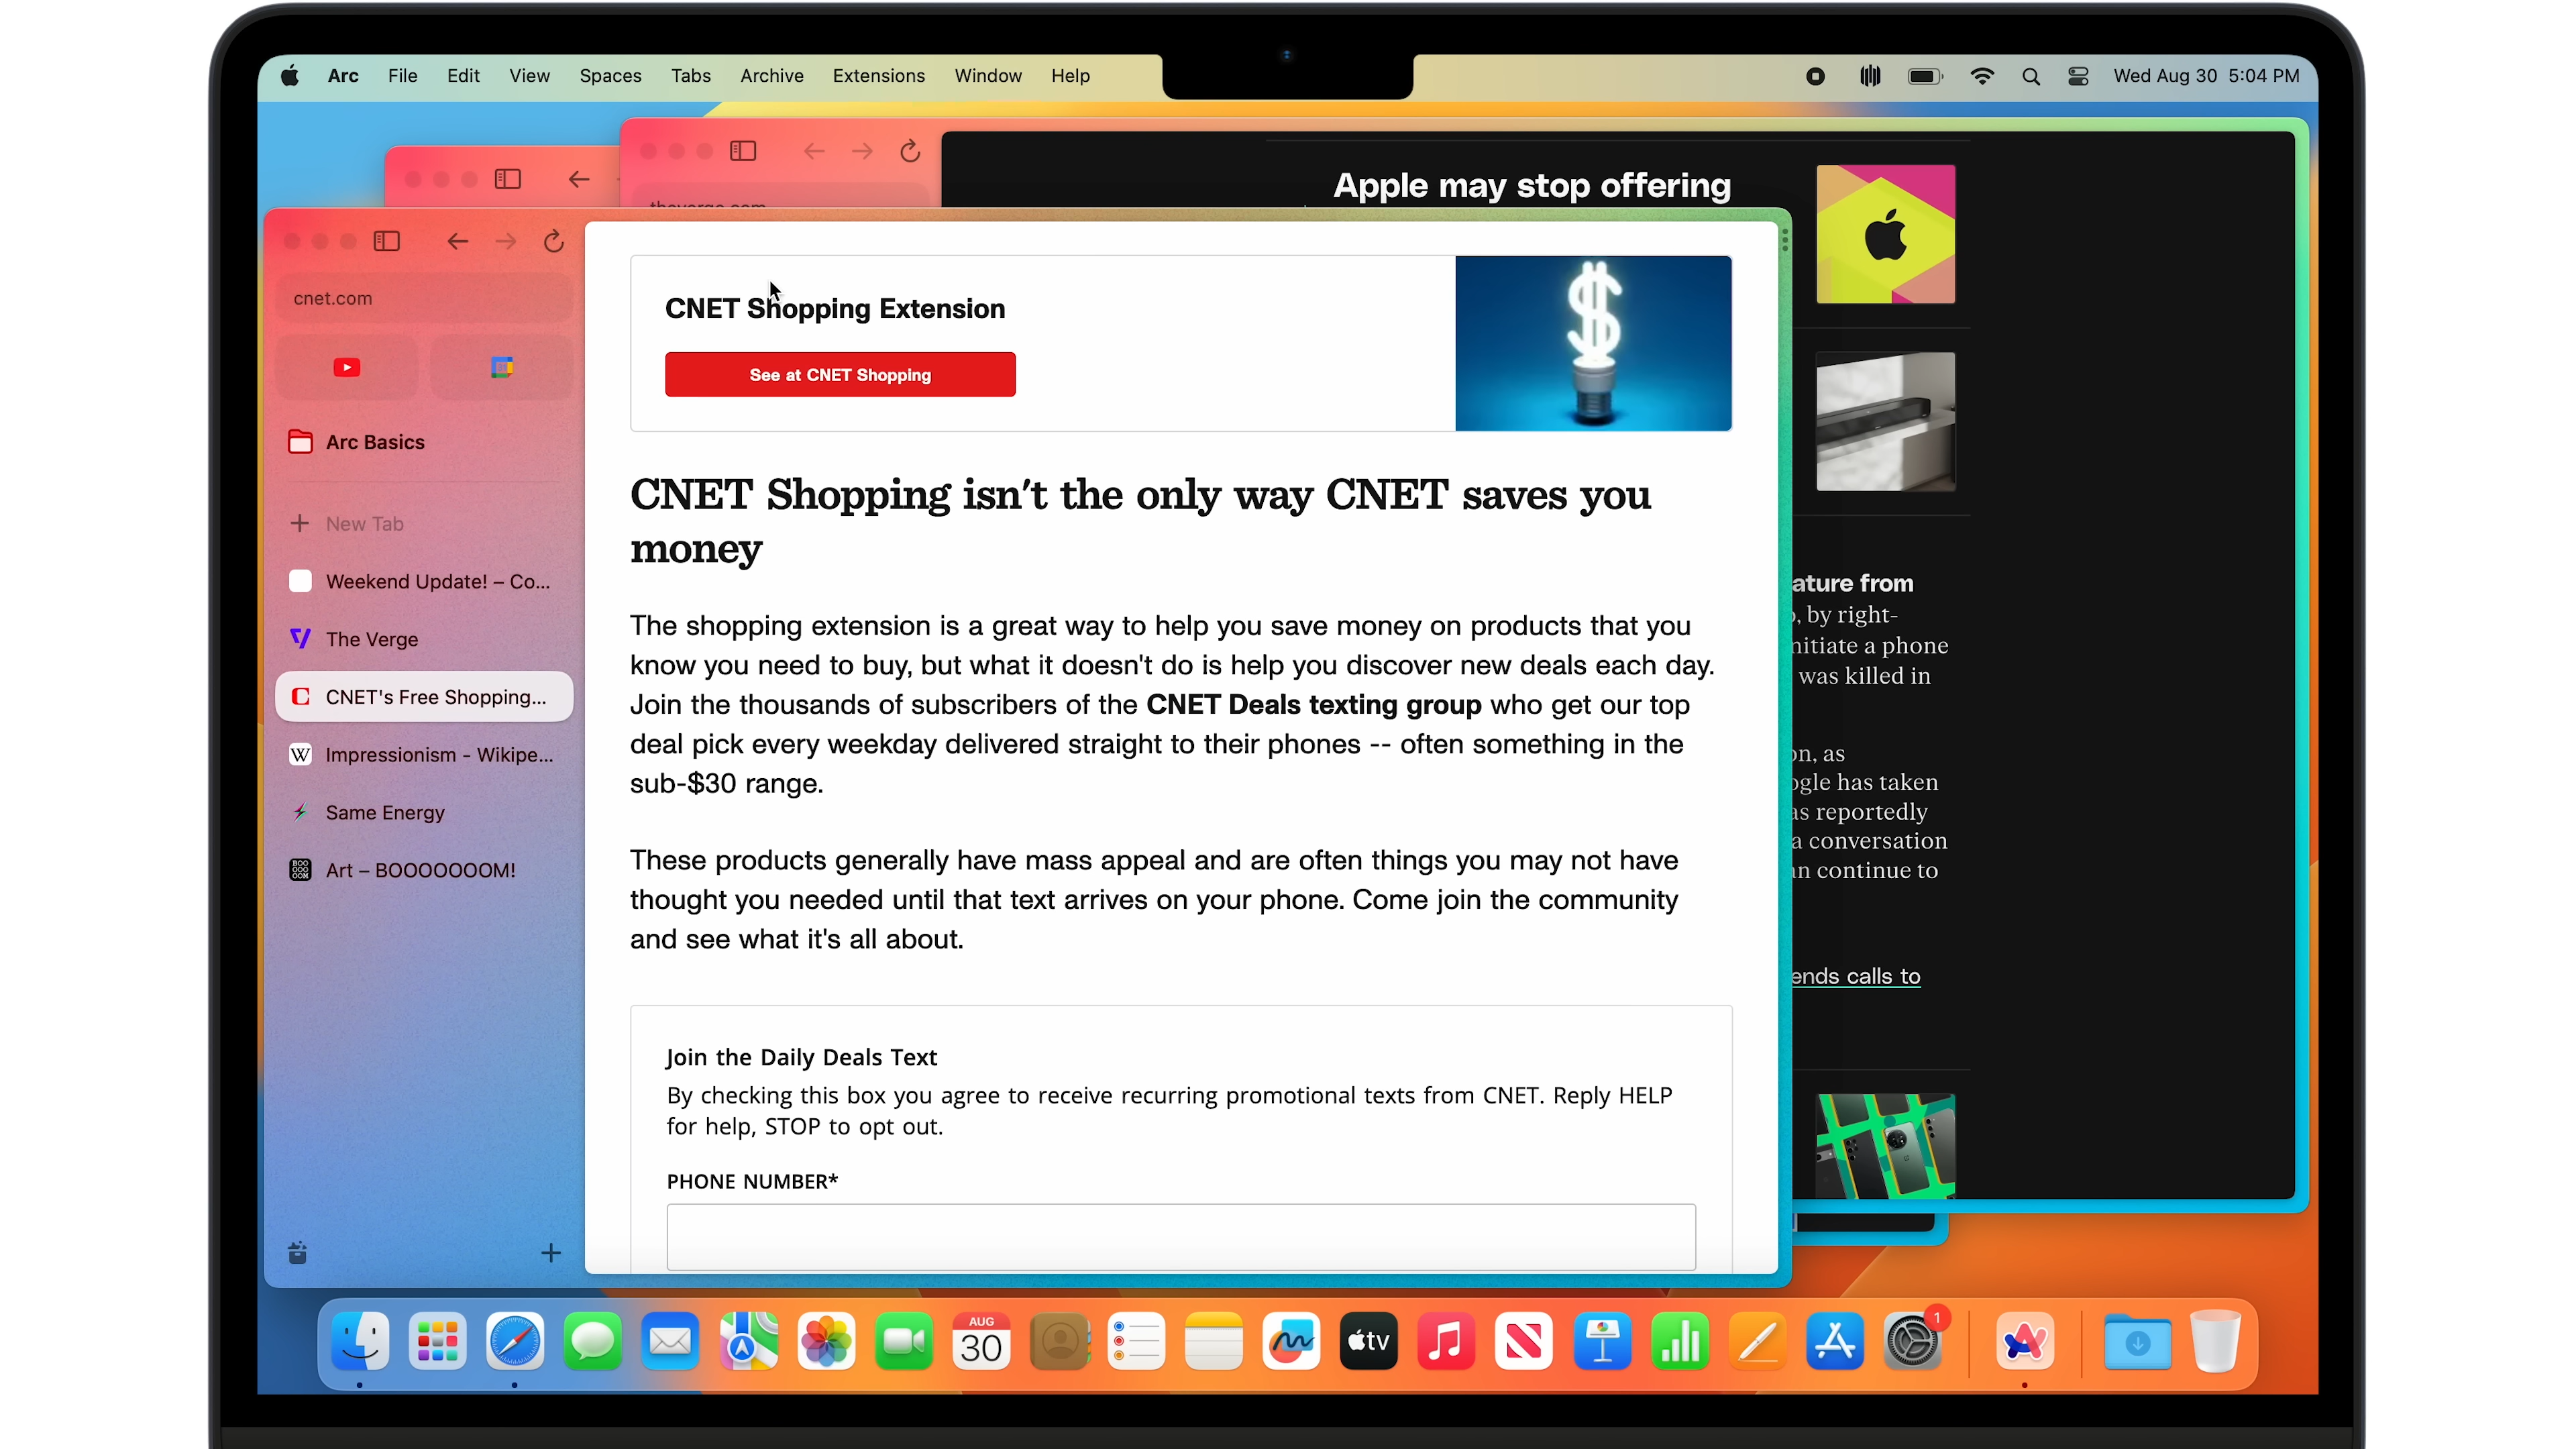 Arc File Edit View Spaces Tabs Archive Extensions Window Help
Wed Aug 30 5:04 PM
Apple may stop offering
cnet.com
Arc Basics
New Tab
Weekend Update! – Co...
The Verge
CNET's Free Shopping...
Impressionism - Wikipe...
Same Energy
Art – BOOOOOOOM!
CNET Shopping Extension
See at CNET Shopping
CNET Shopping isn't the only way CNET saves you
money
The shopping extension is a great way to help you save money on products that you
know you need to buy, but what it doesn't do is help you discover new deals each day.
Join the thousands of subscribers of the CNET Deals texting group who get our top
deal pick every weekday delivered straight to their phones -- often something in the
sub-$30 range.
These products generally have mass appeal and are often things you may not have
thought you needed until that text arrives on your phone. Come join the community
and see what it's all about.
Join the Daily Deals Text
By checking this box you agree to receive recurring promotional texts from CNET. Reply HELP
for help, STOP to opt out.
PHONE NUMBER*
ature from
, by right-
nitiate a phone
was killed in
on, as
ogle has taken
as reportedly
a conversation
an continue to
ends calls to
AUG
30
tv
1